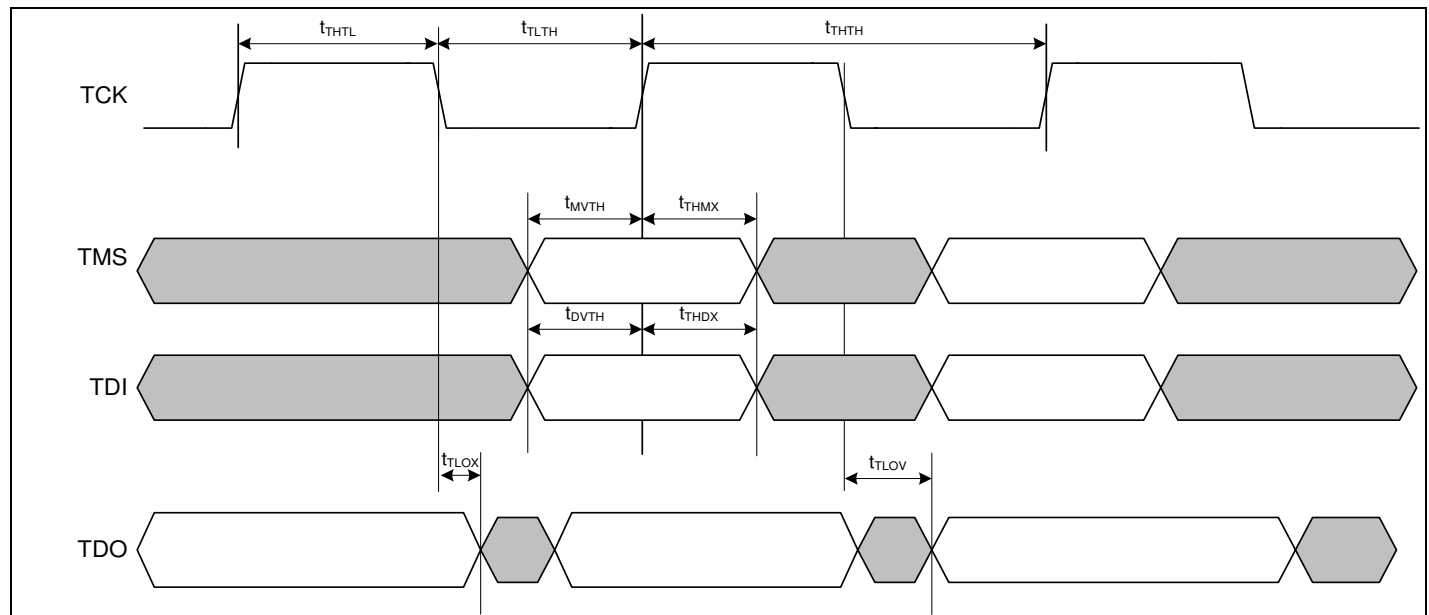 tTHTL tTLTH tTHTH
TCK
tMVTH tTHMX
TMS
tDVTH tTHDX
TDI
tTLOX tTLOV
TDO